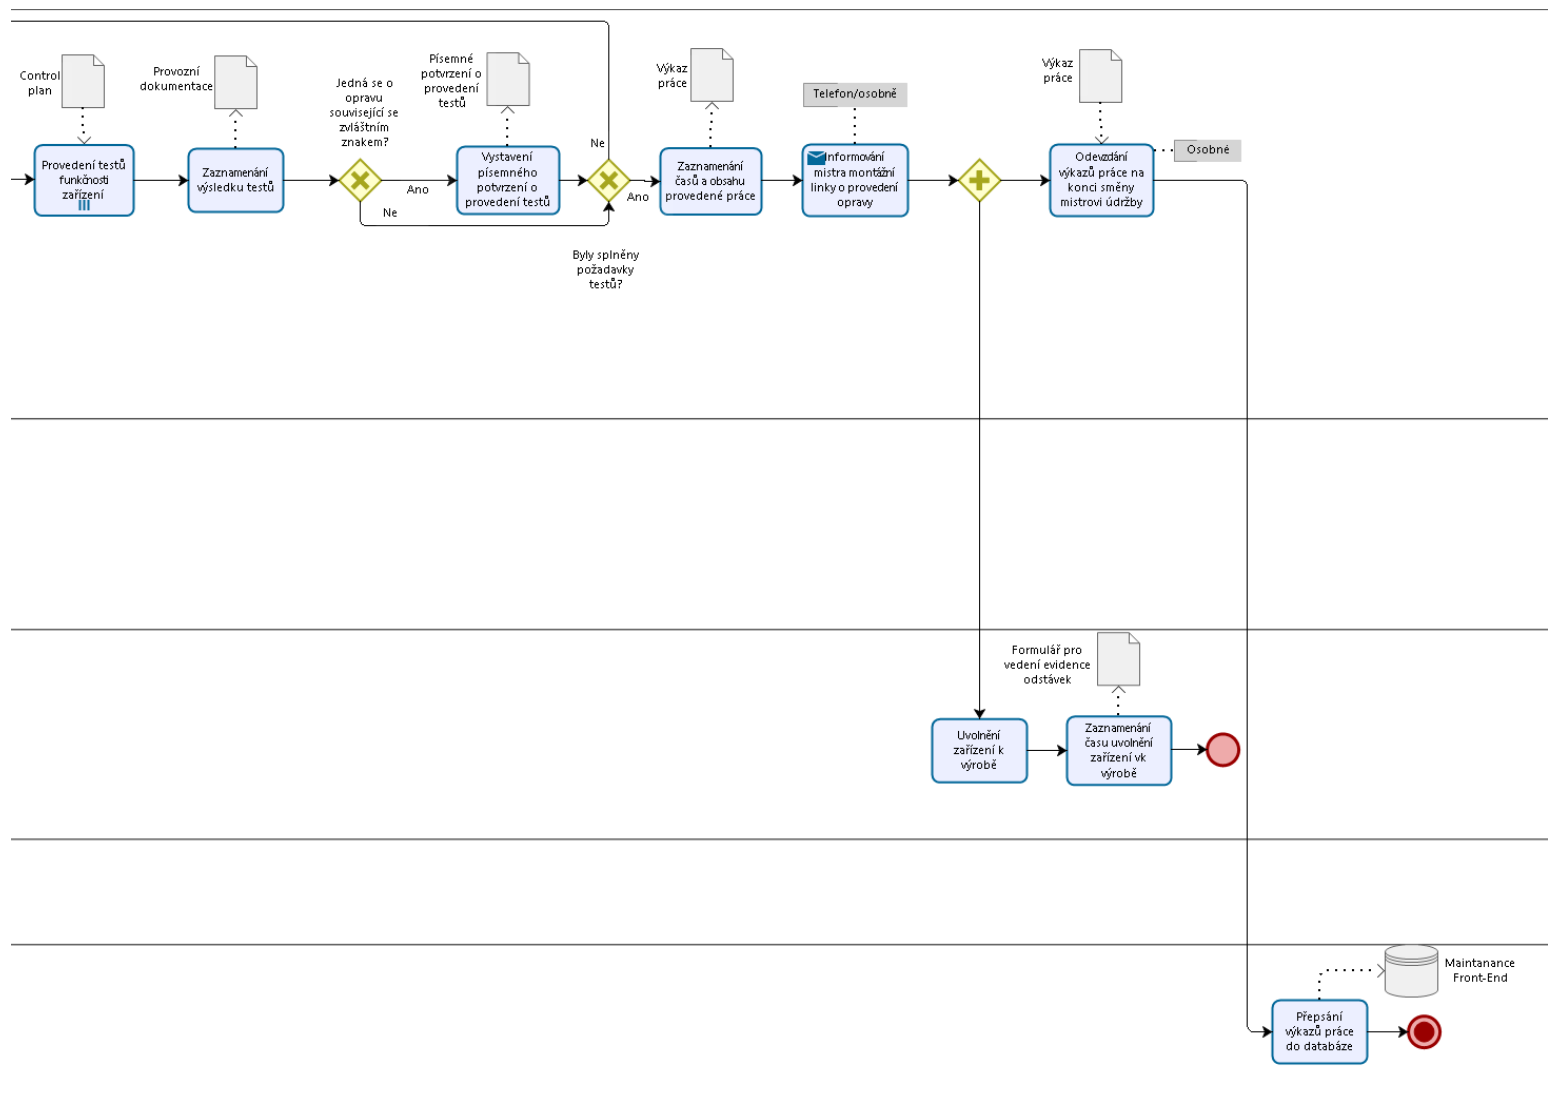 Control
plan
Provozní
dokumentace
Jedná se o
opravu
související se
zvláštním
znakem?
Písemné
potvrzení o
provedení
testů
Výkaz
práce
Telefon/osobně
Výkaz
práce
Osobné
Ne
Provedení testů
funkčnosti
zařízení
Zaznamenání
výsledku testů
Ano
Ne
Vystavení
písemného
potvrzení o
provedení testů
Ano
Byly splněny
požadavky
testů?
Zaznamenání
časů a obsahu
provedené práce
Informování
mistra montážní
linky o provedení
opravy
Odevzdání
výkazů práce na
konci směny
mistrovi údržby
Formulář pro
vedení evidence
odstávek
Uvolnění
zařízení k
výrobě
Zaznamenání
času uvolnění
zařízení vk
výrobě
Maintanance
Front-End
Přepsání
výkazů práce
do databáze